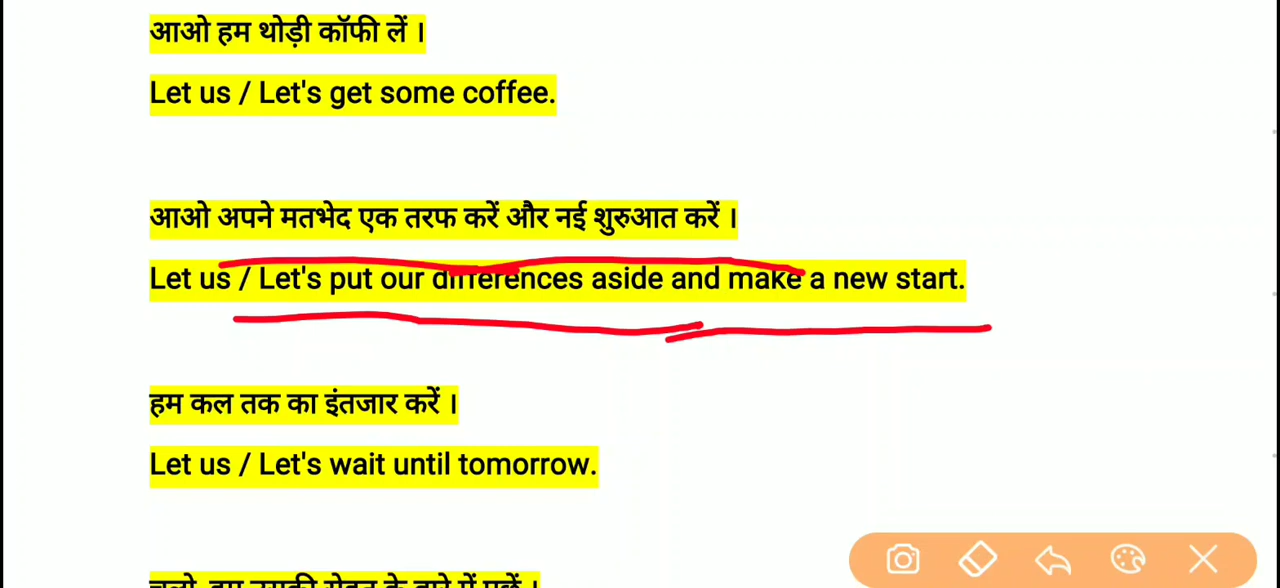 आओ हम थोड़ी कॉफी लें ।
Let us / Let's get some coffee.
आओ अपने मतभेद एक तरफ करें और नई शुरुआत करें ।
Let us / Let's put our differences aside and make a new start.
हम कल तक का इंतजार करें ।
Let us / Let's wait until tomorrow.